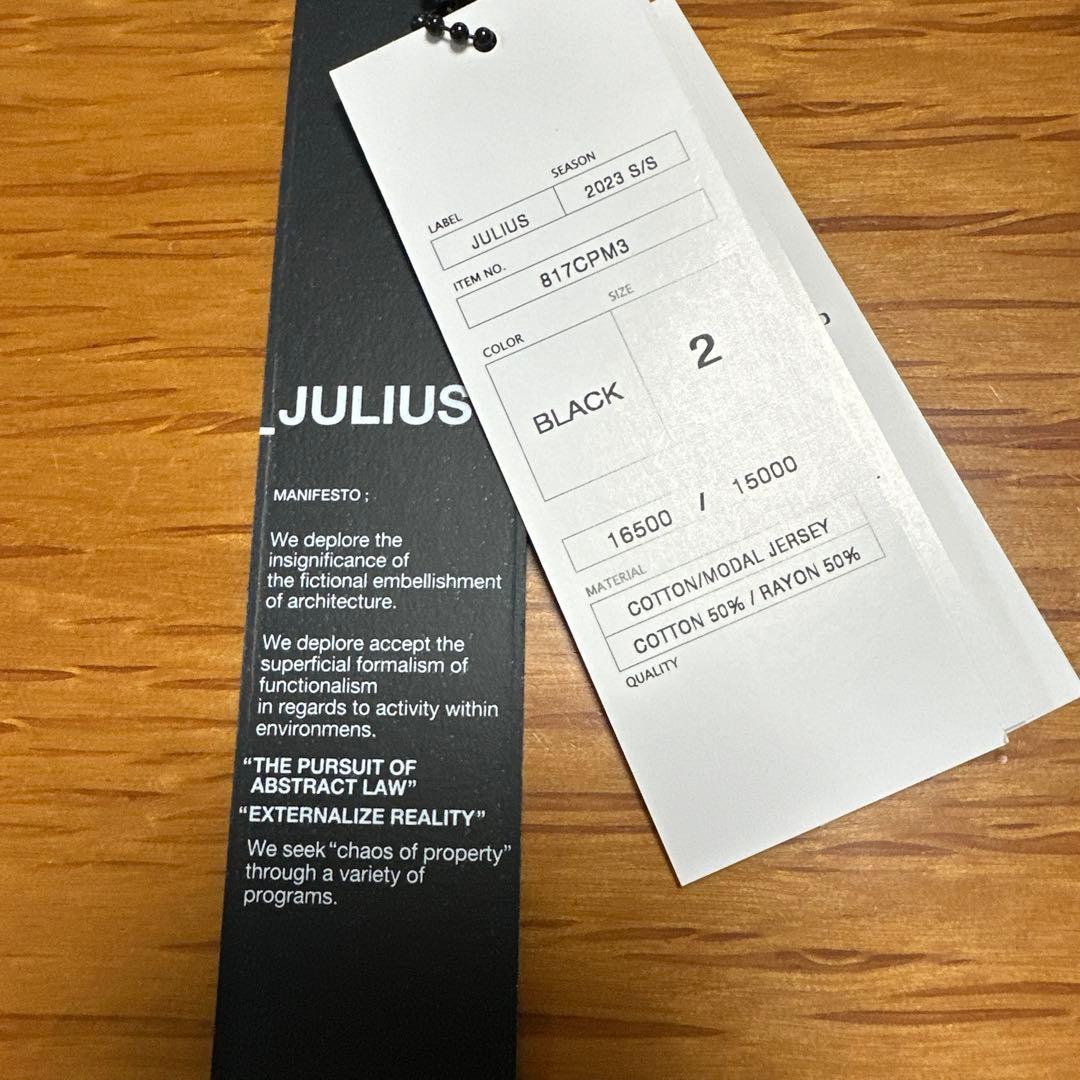 _JULIUS
MANIFESTO ;
We deplore the
insignificance of
the fictional embellishment
of architecture.
We deplore accept the
superficial formalism of
functionalism
in regards to activity within
environmens.
“THE PURSUIT OF
ABSTRACT LAW”
“EXTERNALIZE REALITY”
We seek “chaos of property”
through a variety of
programs.
LABEL SEASON
JULIUS 2023 S/S
ITEM NO.
817CPM3
COLOR SIZE
BLACK 2
16500 / 15000
MATERIAL
COTTON/MODAL JERSEY
COTTON 50% / RAYON 50%
QUALITY